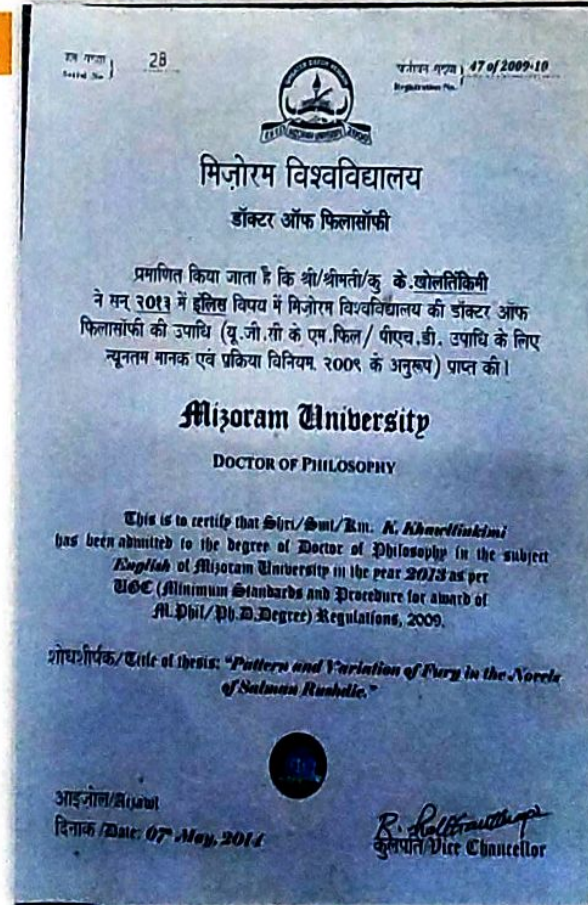 28
47 of 2009-10
Registration No.
मिज़ोरम विश्वविद्यालय
डॉक्टर ऑफ फिलासॉफी
प्रमाणित किया जाता है कि श्री/श्रीमती/कु के.खोलतिंकिमी
ने सन् २०१३ में इंलिस विषय में मिजोरम विश्वविद्यालय की डॉक्टर ऑफ
फिलासॉफी की उपाधि (यू.जी.सी के एम.फिल/ पीएच.डी. उपाधि के लिए
न्यूनतम मानक एवं प्रकिया विनियम, २००९ के अनुरूप) प्राप्त की।
Mizoram University
DOCTOR OF PHILOSOPHY
This is to certify that Shri/Smt/Km. K. Khawltinkimi
has been admitted to the degree of Doctor of Philosophy in the subject
English of Mizoram University in the year 2013 as per
UGC (Minimum Standards and Procedure for award of
M.Phil/Ph.D.Degree) Regulations, 2009.
शोधशीर्षक/Title of thesis: "Pattern and Variation of Fury in the Novels
of Salman Rushdie."
आइजोल/Aizawl
दिनांक /Date: 07th May, 2014
कुलपति/Vice Chancellor